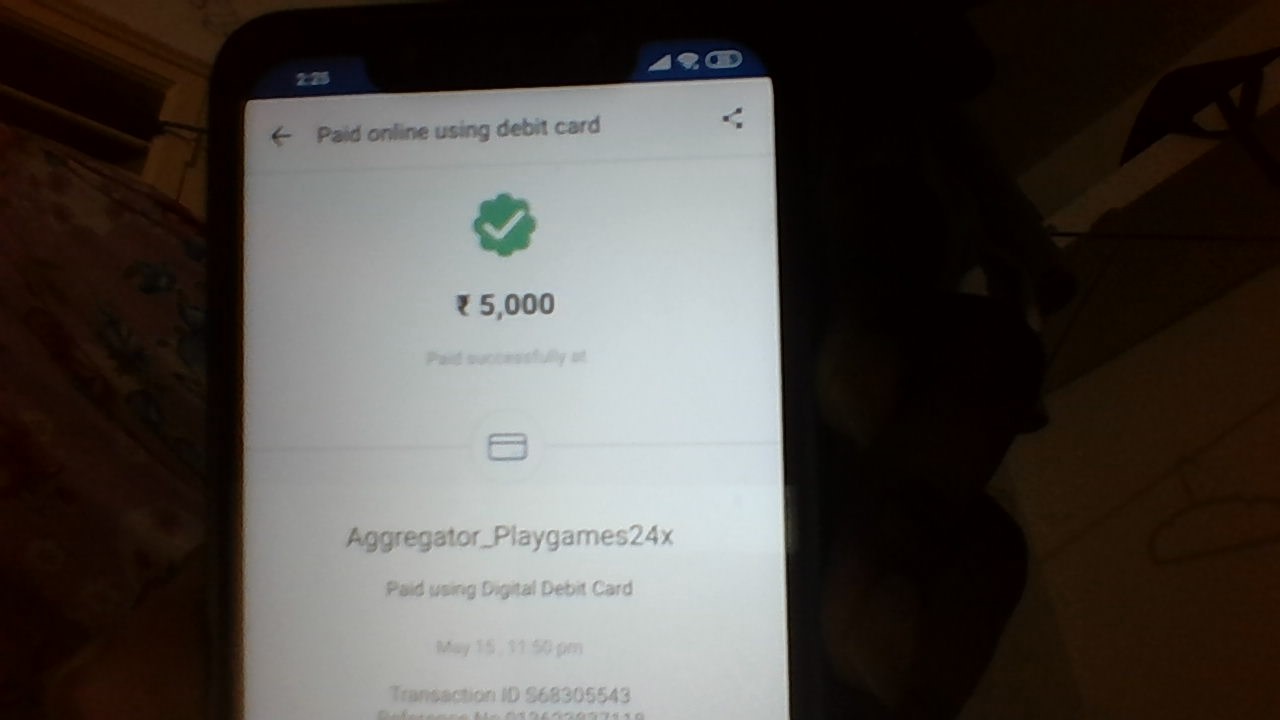 2:25
Paid online using debit card
₹ 5,000
Paid successfully at
Aggregator_Playgames24x
Paid using Digital Debit Card
May 15, 11:50 pm
Transaction ID S68305543
Reference No